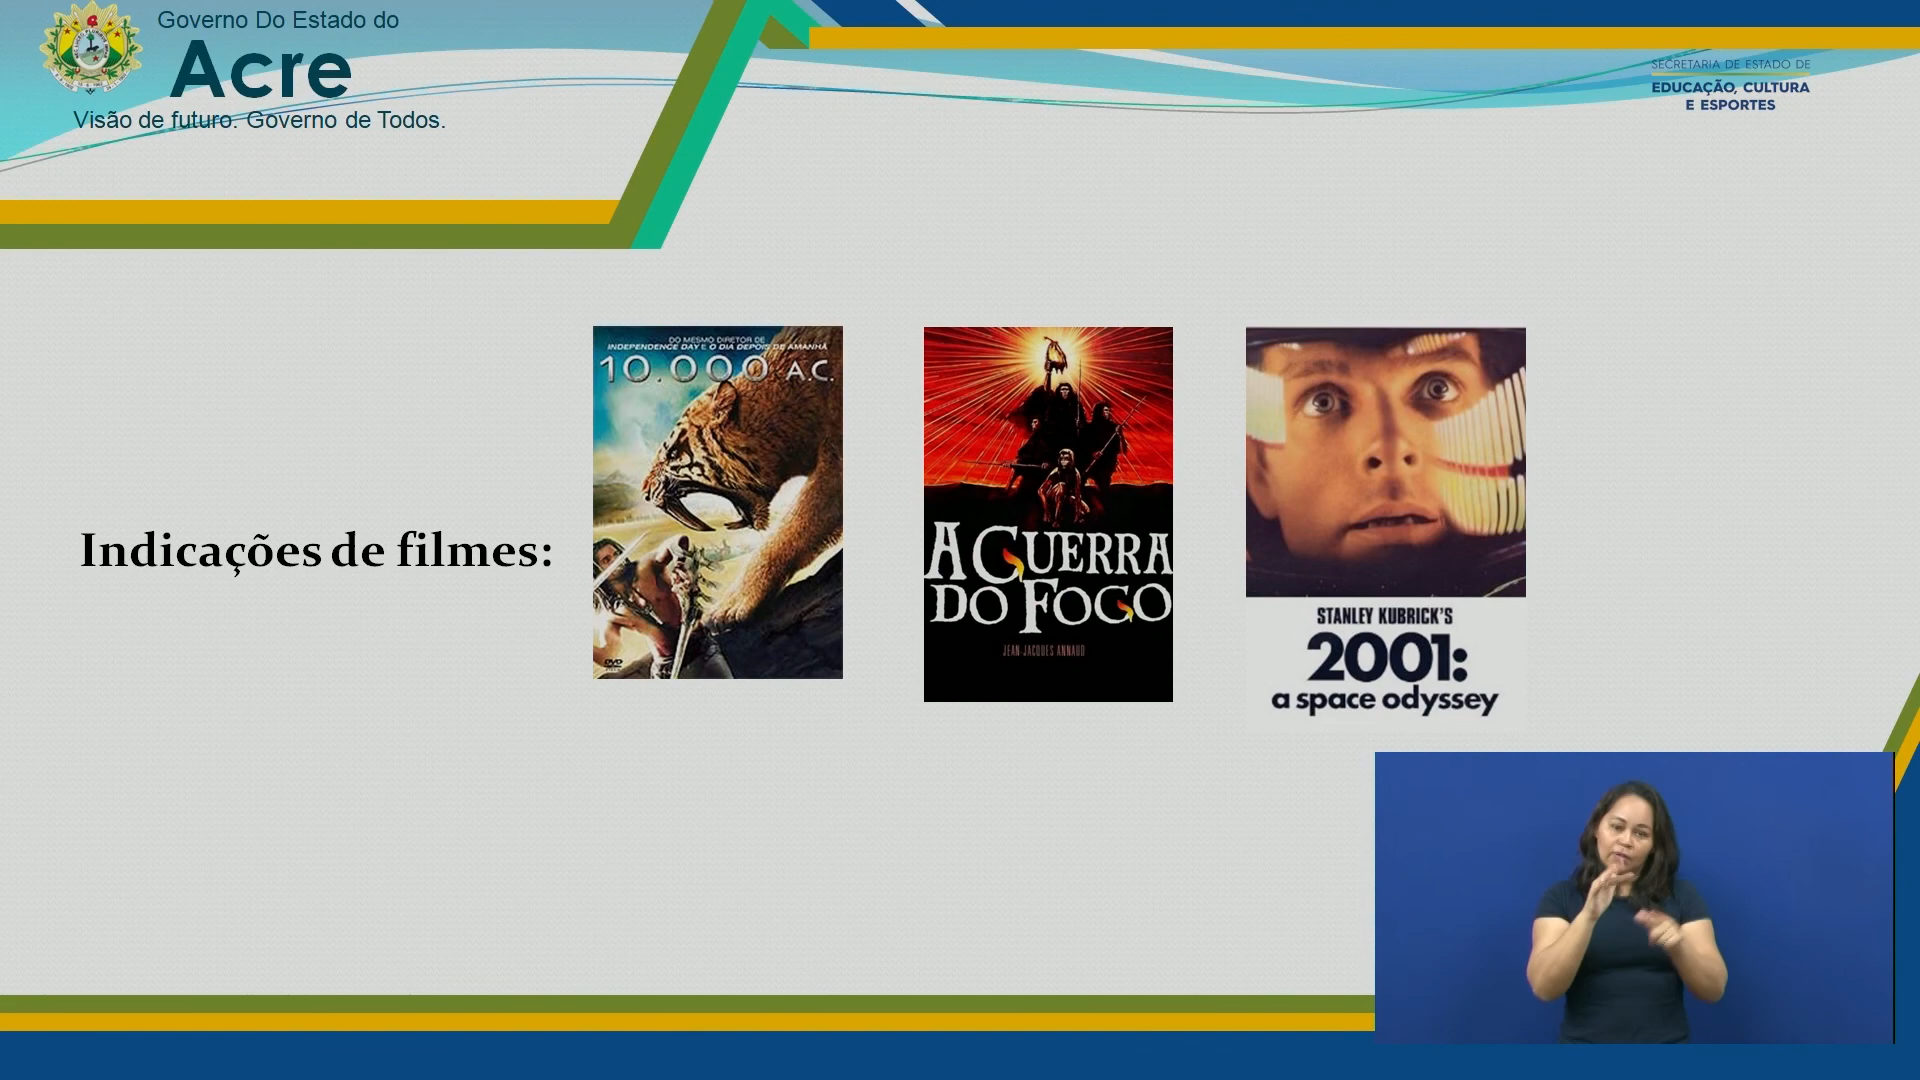 Governo Do Estado do
Acre
Visão de futuro. Governo de Todos.
SECRETARIA DE ESTADO DE
EDUCAÇÃO, CULTURA
E ESPORTES
Indicações de filmes:
DO MESMO DIRETOR DE
INDEPENDENCE DAY E O DIA DEPOIS DE AMANHÃ
10.000 A.C.
DVD
A GUERRA
DO FOGO
JEAN-JACQUES ANNAUD
STANLEY KUBRICK'S
2001:
a space odyssey